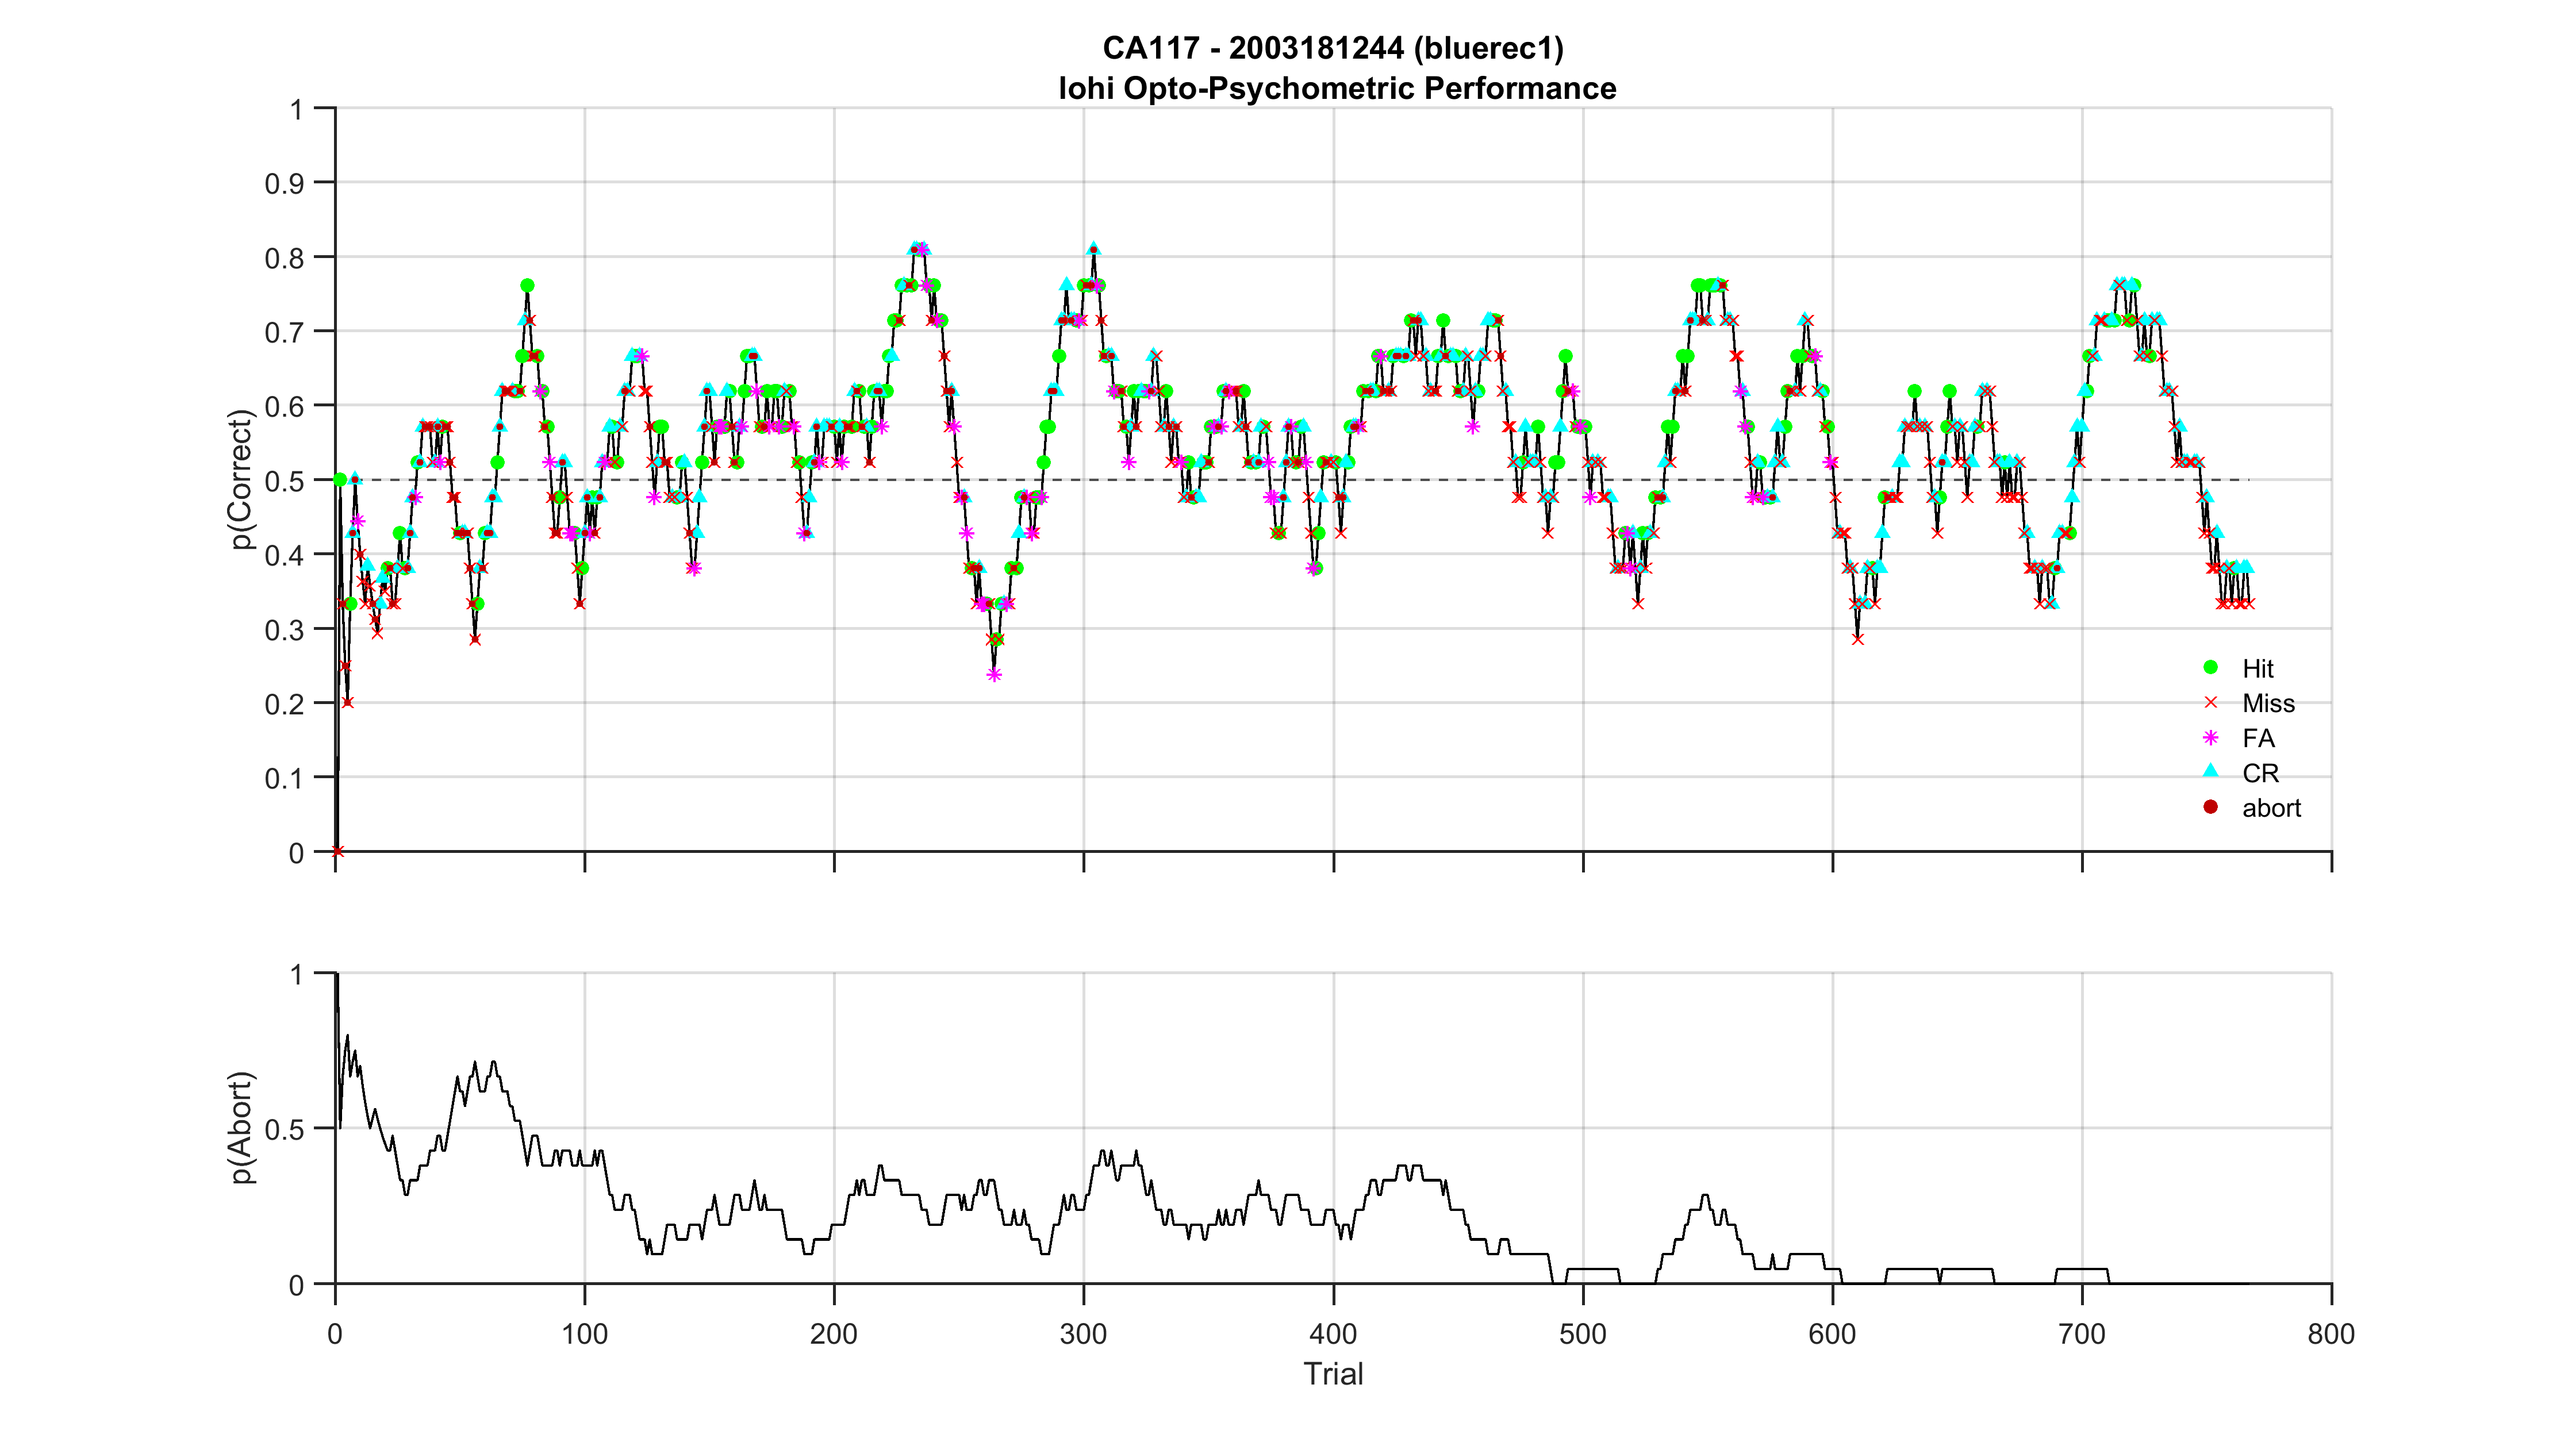 CA117 - 2003181244 (bluerec1)
lohi Opto-Psychometric Performance
1
0.9
0.8
0.7
0.6
0.5
0.4
0.3
0.2
0.1
0
p(Correct)
Hit
Miss
FA
CR
abort
1
0.5
0
p(Abort)
0 100 200 300 400 500 600 700 800
Trial